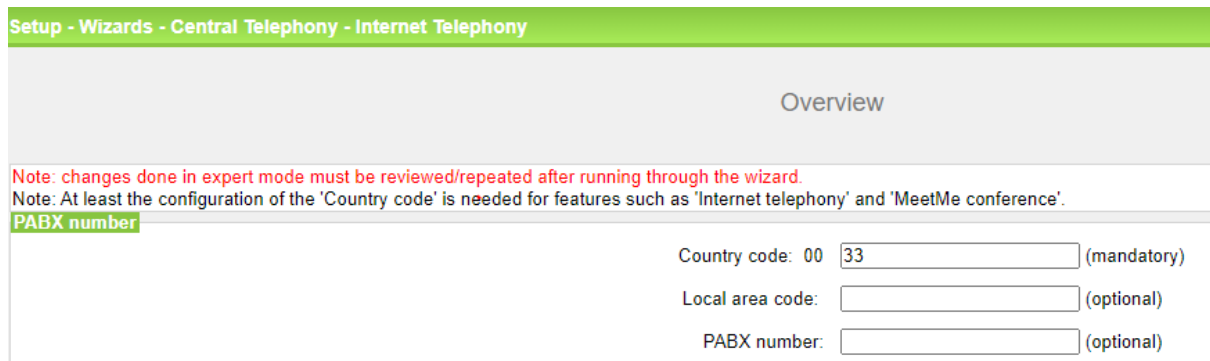 Setup - Wizards - Central Telephony - Internet Telephony
Overview
Note: changes done in expert mode must be reviewed/repeated after running through the wizard.
Note: At least the configuration of the 'Country code' is needed for features such as 'Internet telephony' and 'MeetMe conference'.
PABX number
Country code: 00 33 (mandatory)
Local area code: (optional)
PABX number: (optional)